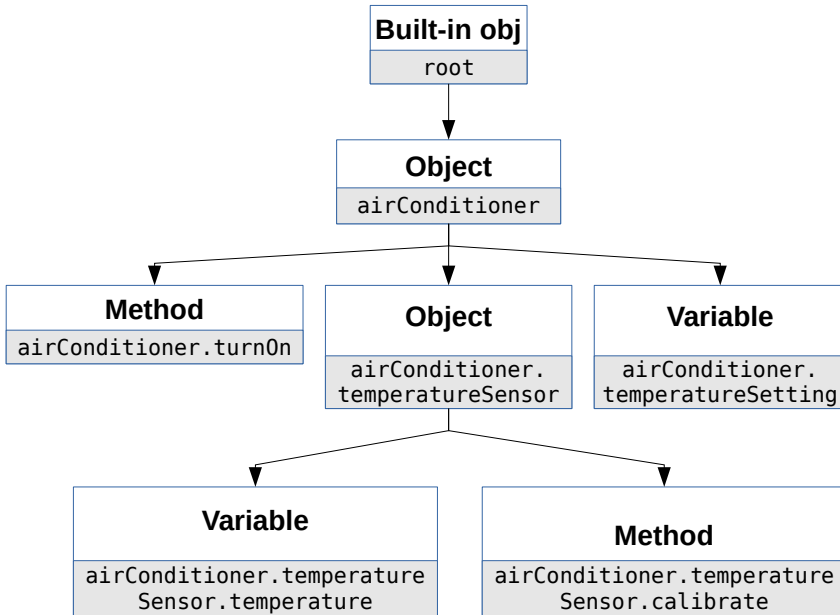 Built-in obj
root
Object
airConditioner
Method
airConditioner.turnOn
Object
airConditioner.
temperatureSensor
Variable
airConditioner.
temperatureSetting
Variable
airConditioner.temperature
Sensor.temperature
Method
airConditioner.temperature
Sensor.calibrate